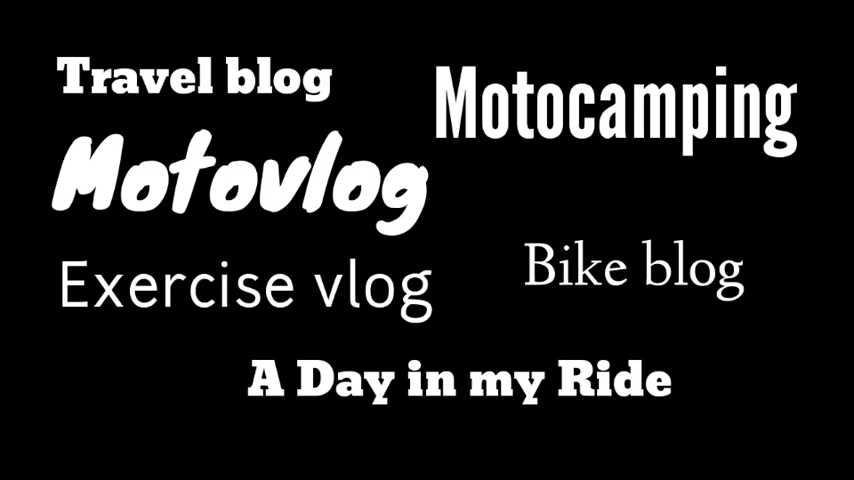 Travel blog
Motocamping
Motovlog
Exercise vlog
Bike blog
A Day in my Ride